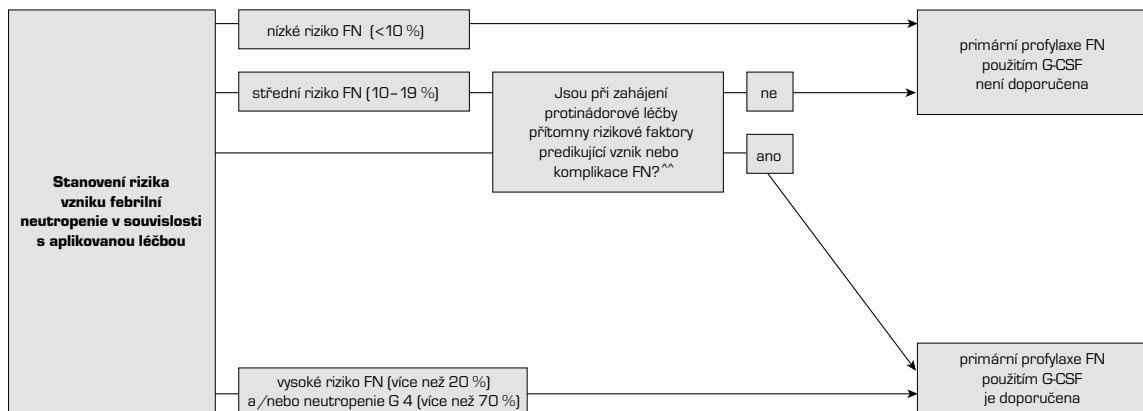 nízké riziko FN (<10 %)
primární profylaxe FN
použitím G-CSF
není doporučena
střední riziko FN (10–19 %)
Jsou při zahájení
protinádorové léčby
přítomny rizikové faktory
predikující vznik nebo
komplikace FN?^^
ne
ano
Stanovení rizika
vzniku febrilní
neutropenie v souvislosti
s aplikovanou léčbou
vysoké riziko FN (více než 20 %)
a/nebo neutropenie G 4 (více než 70 %)
primární profylaxe FN
použitím G-CSF
je doporučena